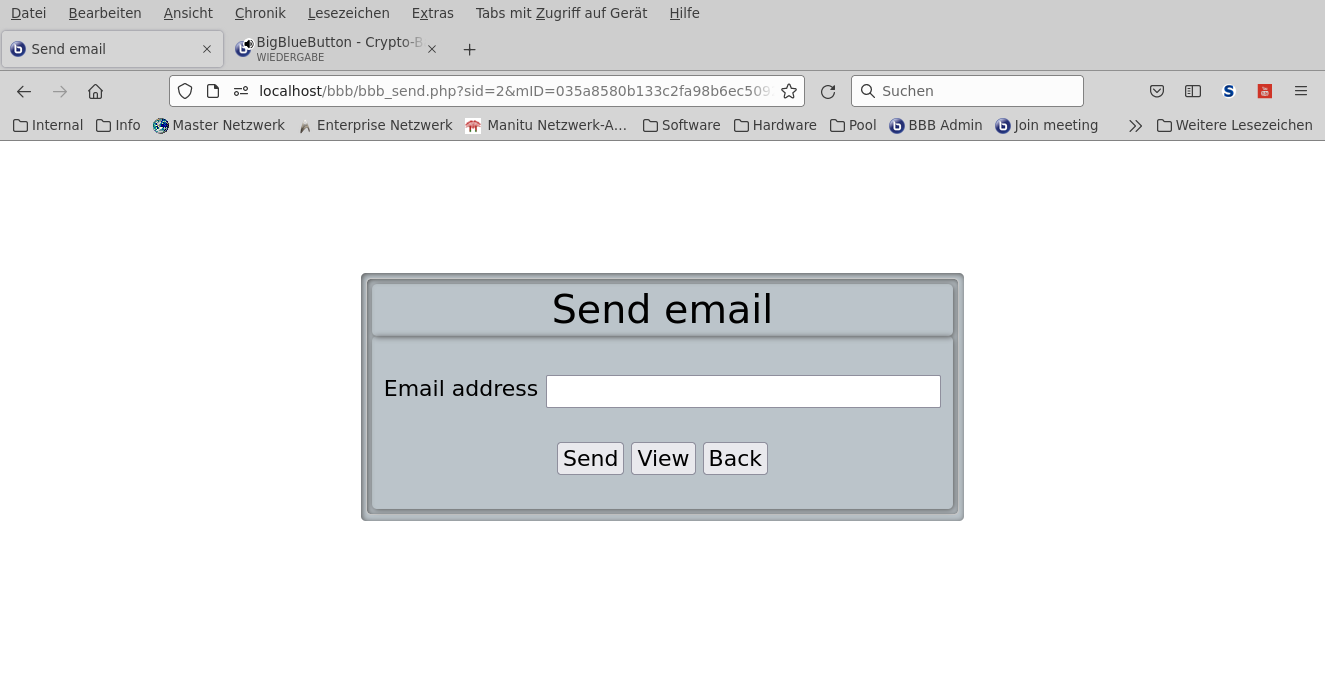 Datei Bearbeiten Ansicht Chronik Lesezeichen Extras Tabs mit Zugriff auf Gerät Hilfe
Send email BigBlueButton - Crypto-B
WIEDERGABE
localhost/bbb/bbb_send.php?sid=2&mID=035a8580b133c2fa98b6ec509 Suchen
Internal Info Master Netzwerk Enterprise Netzwerk Manitu Netzwerk-A... Software Hardware Pool BBB Admin Join meeting Weitere Lesezeichen
Send email
Email address
Send View Back